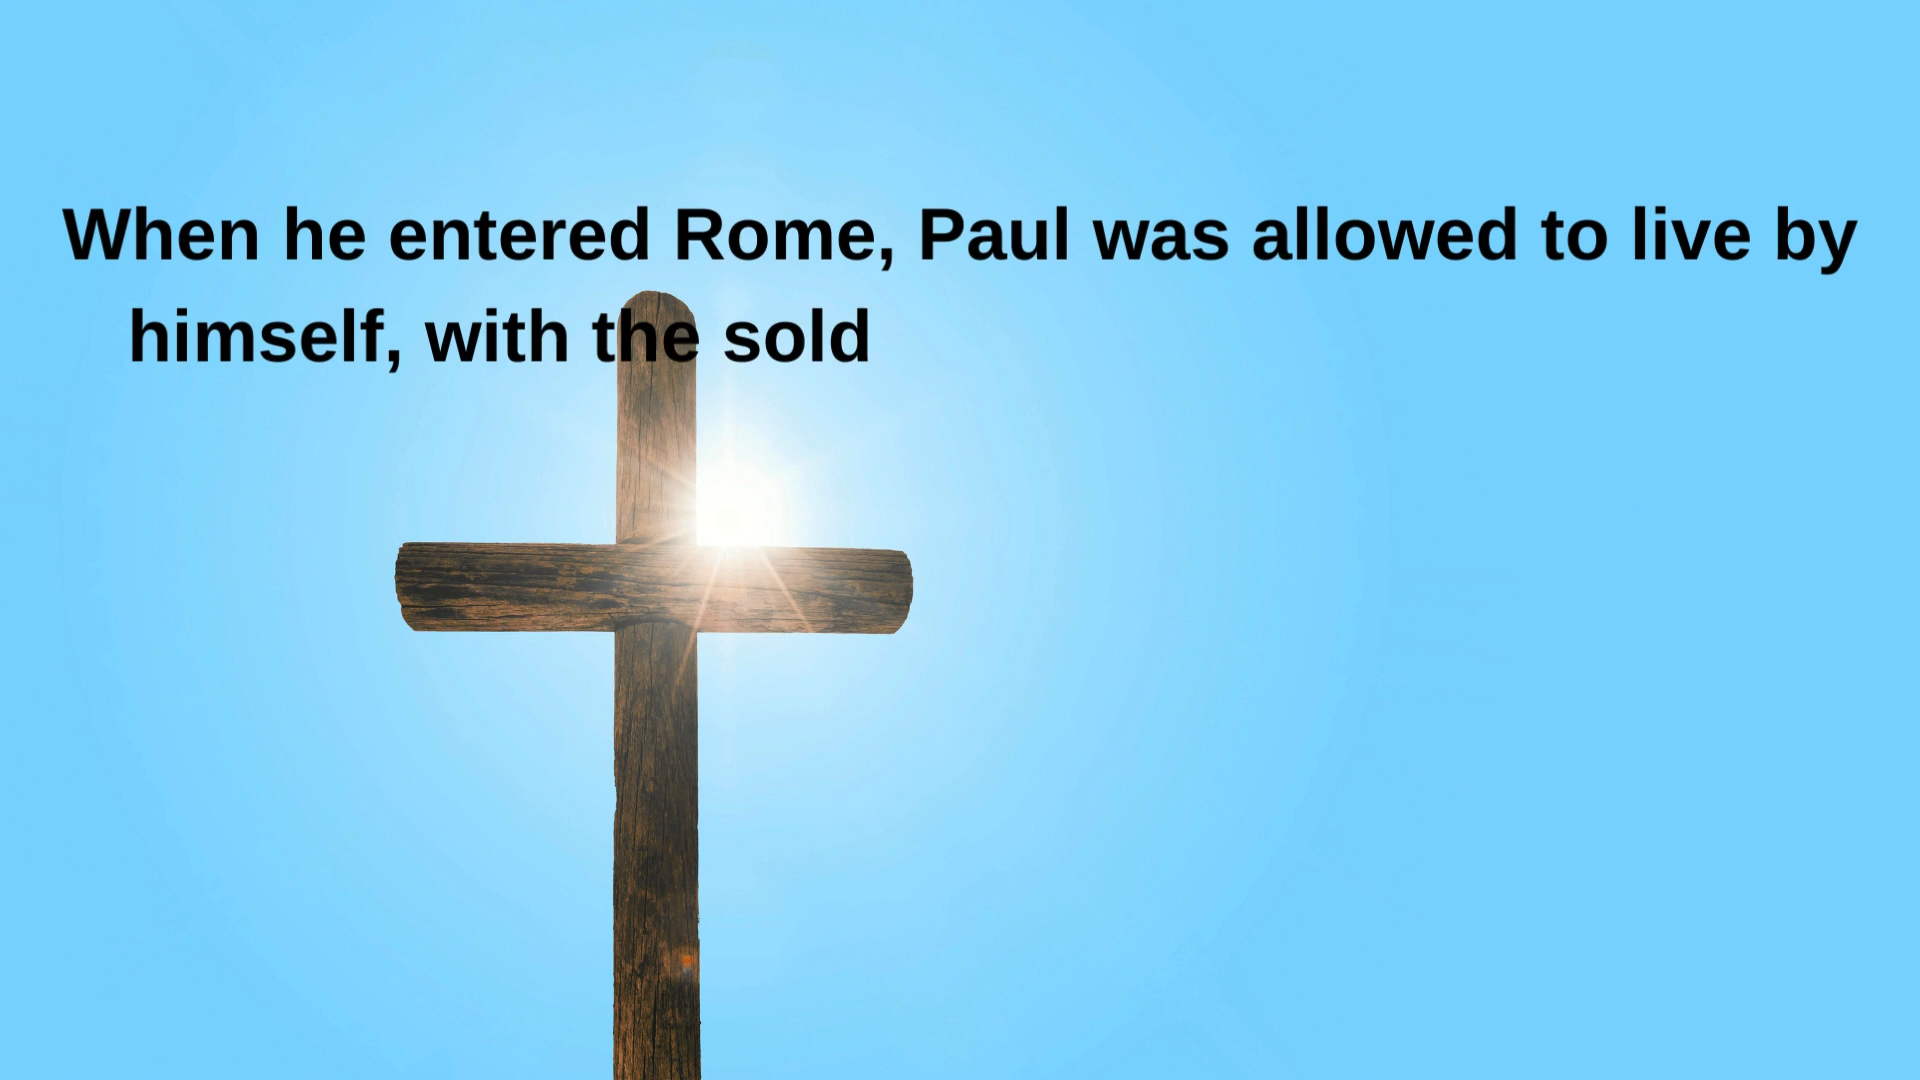 When he entered Rome, Paul was allowed to live by
himself, with the sold